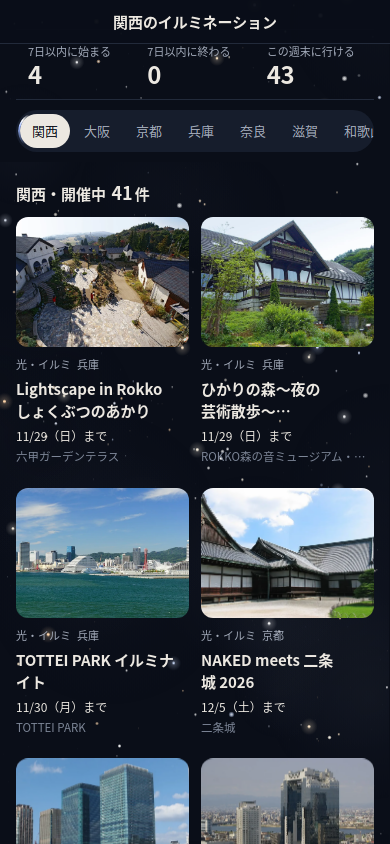 関西のイルミネーション
7日以内に始まる
7日以内に終わる
この週末に行ける
4
0
43
関西
大阪
京都
兵庫
奈良
滋賀
和歌
関西・開催中 41件
光・イルミ 兵庫
Lightscape in Rokko
しょくぶつのあかり
11/29（日）まで
六甲ガーデンテラス
光・イルミ 兵庫
ひかりの森〜夜の
芸術散歩〜…
11/29（日）まで
ROKKO森の音ミュージアム・…
光・イルミ 兵庫
TOTTEI PARK イルミナ
イト
11/30（月）まで
TOTTEI PARK
光・イルミ 京都
NAKED meets 二条
城 2026
12/5（土）まで
二条城